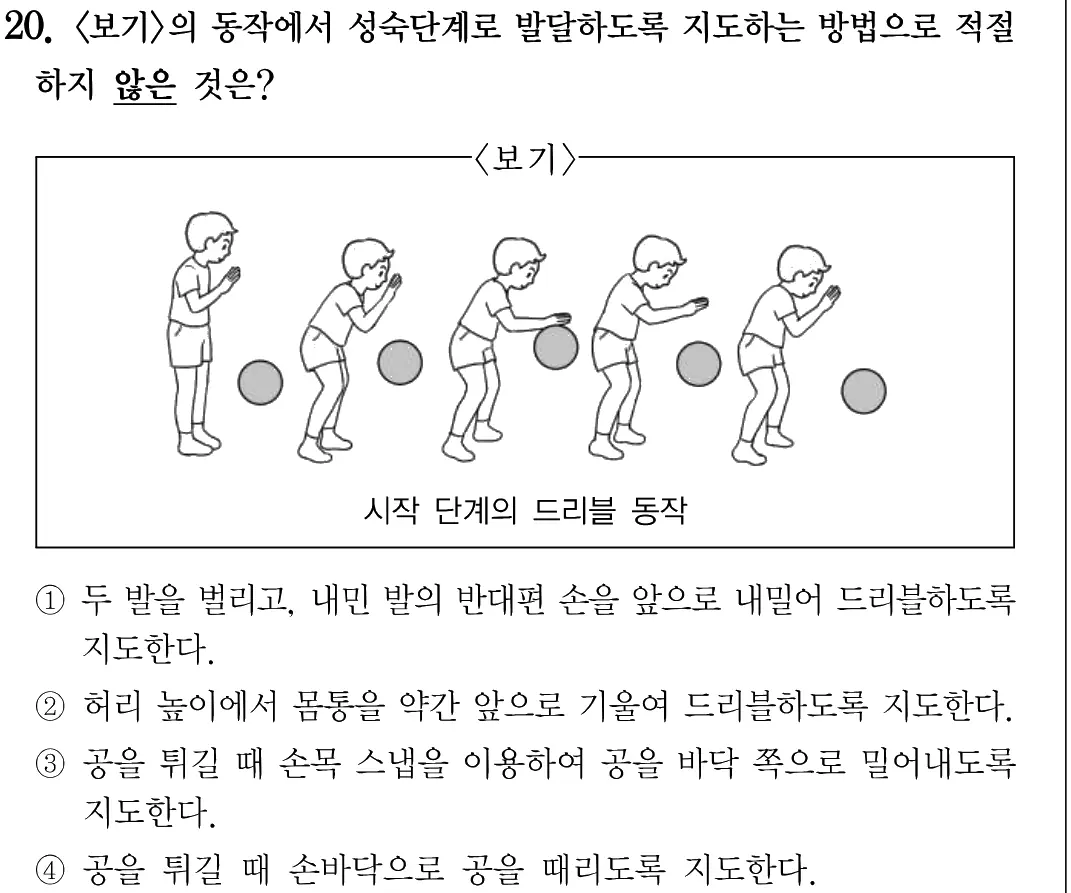 20. 〈보기〉의 동작에서 성숙단계로 발달하도록 지도하는 방법으로 적절
하지 않은 것은?
〈보기〉
시작 단계의 드리블 동작
① 두 발을 벌리고, 내민 발의 반대편 손을 앞으로 내밀어 드리블하도록
지도한다.
② 허리 높이에서 몸통을 약간 앞으로 기울여 드리블하도록 지도한다.
③ 공을 튀길 때 손목 스냅을 이용하여 공을 바닥 쪽으로 밀어내도록
지도한다.
④ 공을 튀길 때 손바닥으로 공을 때리도록 지도한다.